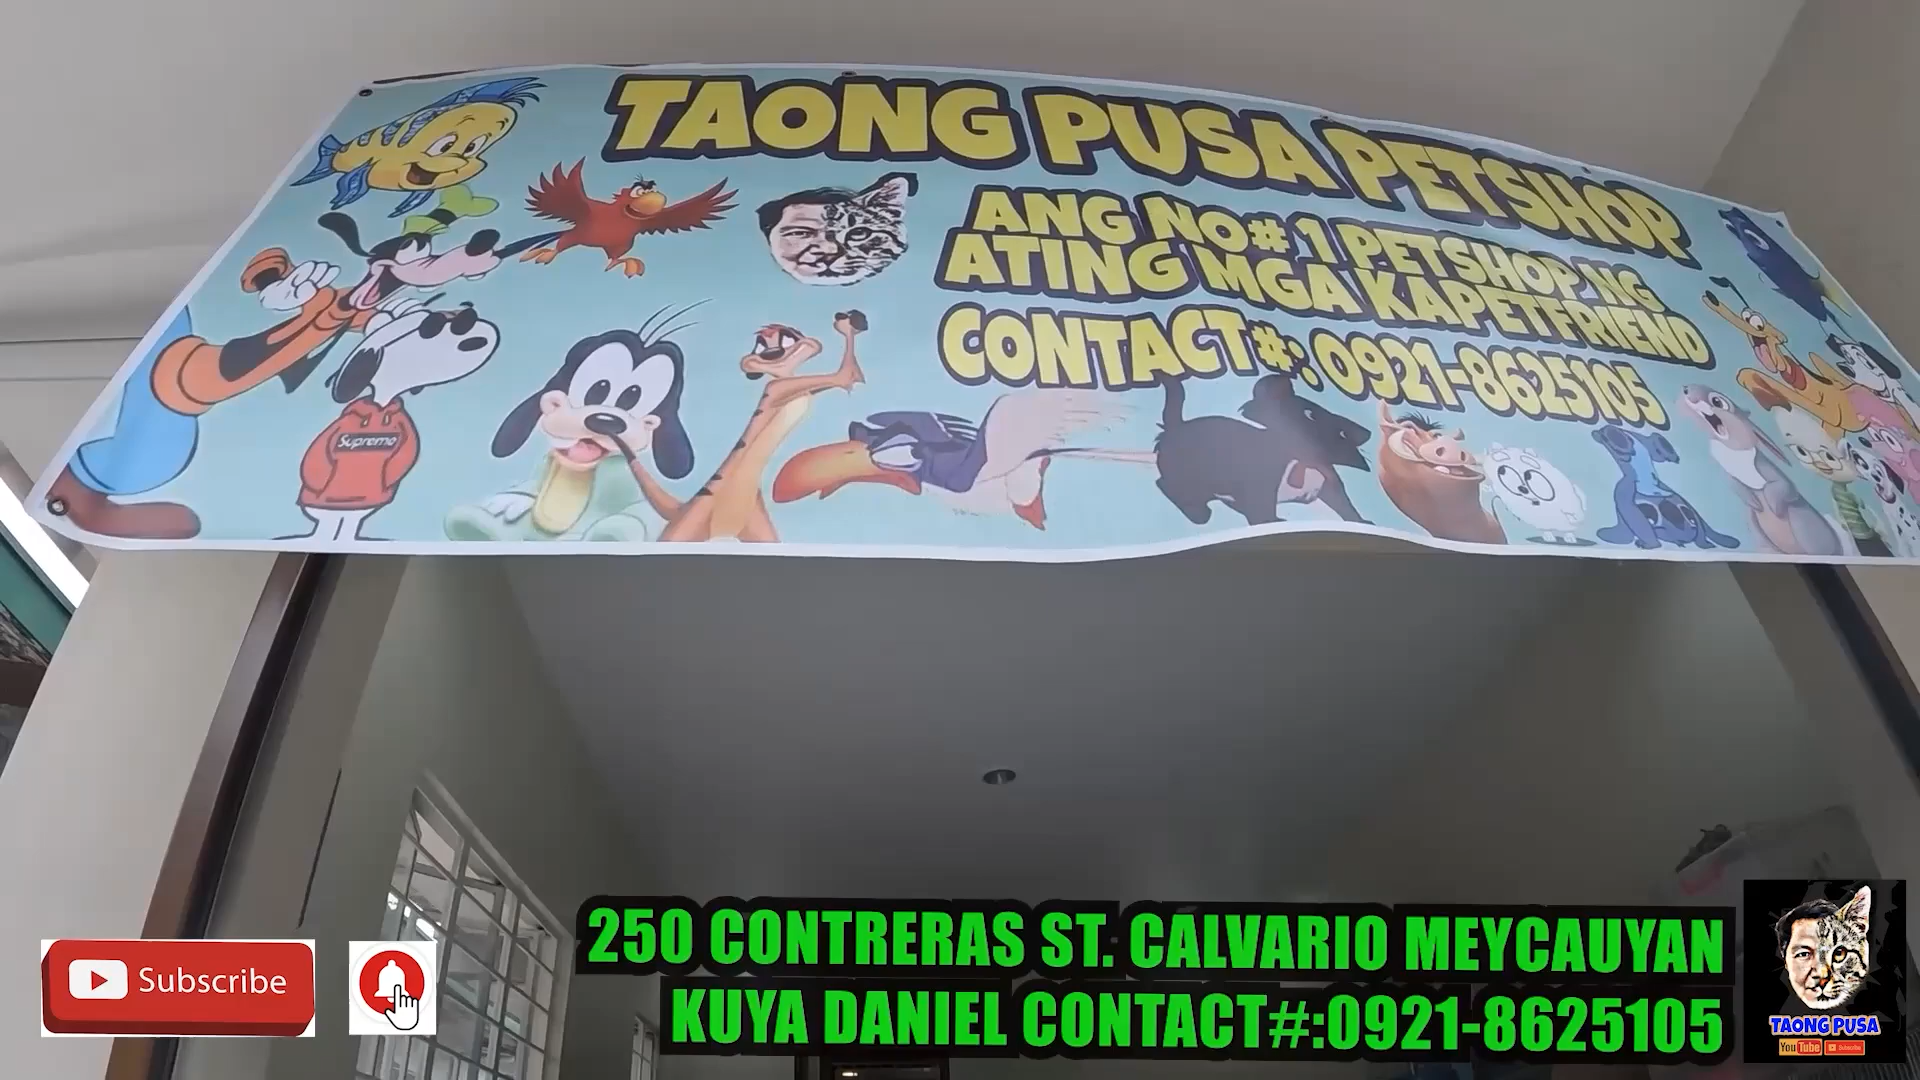 TAONG PUSA PETSHOP
ANG NO# 1 PETSHOP NG
ATING MGA KAPETFRIEND
CONTACT#: 0921-8625105
Supreme
250 CONTRERAS ST. CALVARIO MEYCAUYAN
KUYA DANIEL CONTACT#:0921-8625105
Subscribe
TAONG PUSA
YouTube
Subscribe